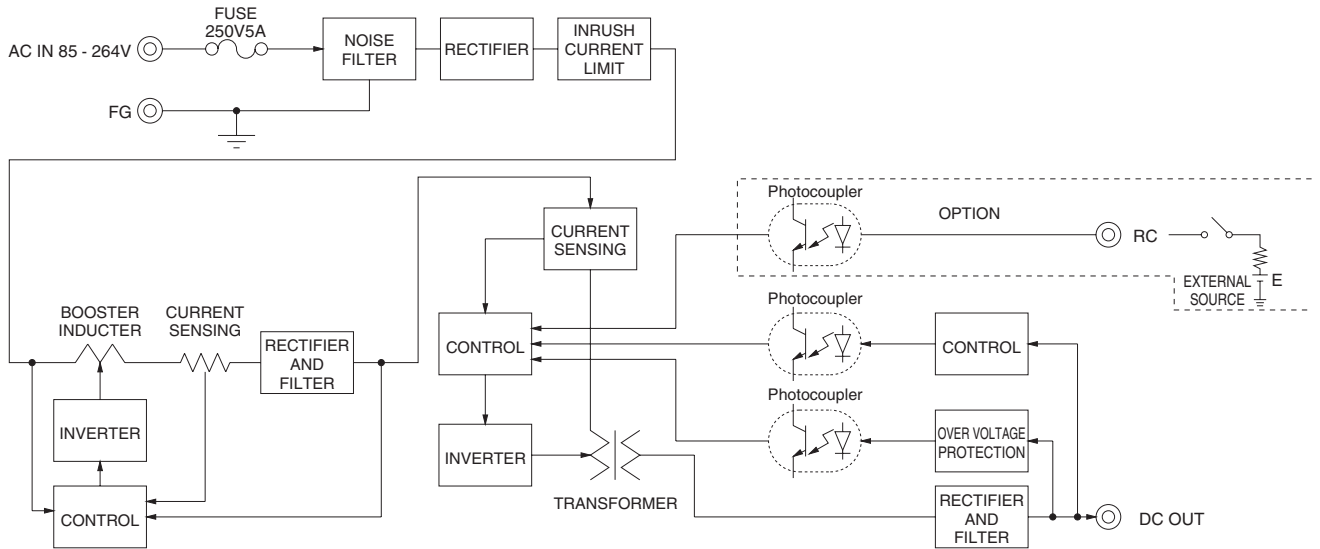 FUSE
250V5A
AC IN 85 - 264V
NOISE
FILTER
RECTIFIER
INRUSH
CURRENT
LIMIT
FG
Photocoupler
OPTION
RC
E
EXTERNAL
SOURCE
CURRENT
SENSING
BOOSTER
INDUCTER
CURRENT
SENSING
RECTIFIER
AND
FILTER
CONTROL
Photocoupler
CONTROL
INVERTER
CONTROL
INVERTER
TRANSFORMER
Photocoupler
OVER VOLTAGE
PROTECTION
RECTIFIER
AND
FILTER
DC OUT